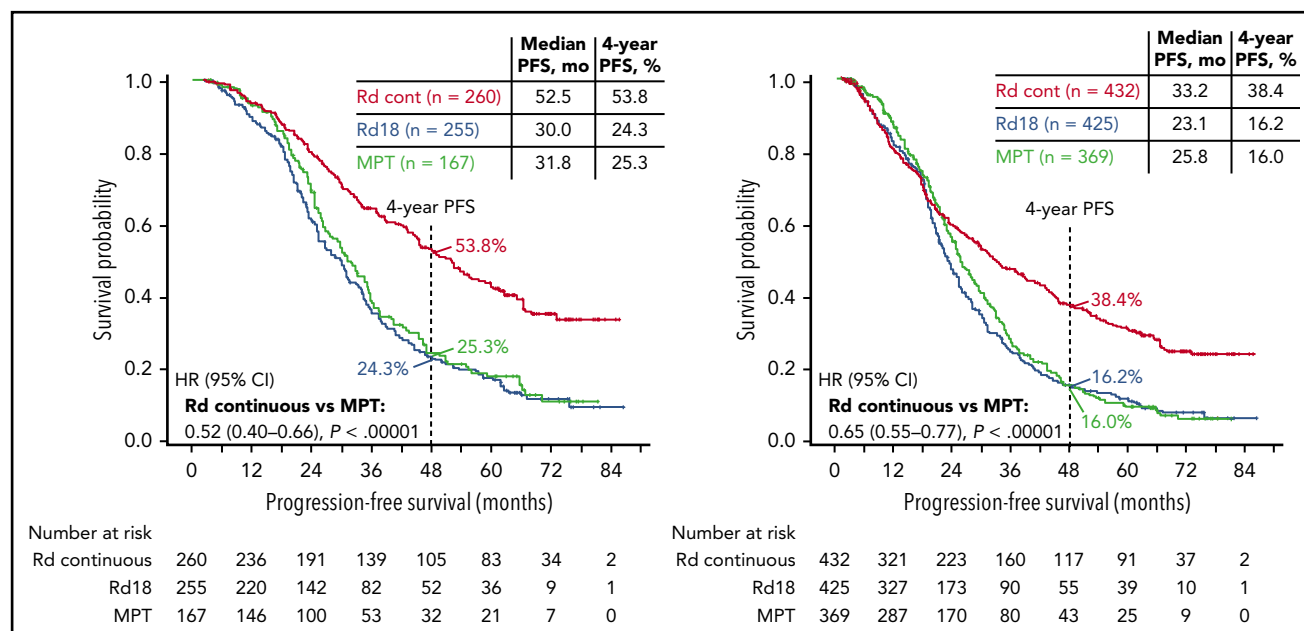 Median 4-year
PFS, mo PFS, %
Rd cont (n = 260) 52.5 53.8
Rd18 (n = 255) 30.0 24.3
MPT (n = 167) 31.8 25.3
1.0
0.8
0.6
0.4
0.2
0.0
Survival probability
4-year PFS
53.8%
25.3%
24.3%
HR (95% CI)
Rd continuous vs MPT:
0.52 (0.40–0.66), P < .00001
0 12 24 36 48 60 72 84
Progression-free survival (months)
Number at risk
Rd continuous 260 236 191 139 105 83 34 2
Rd18 255 220 142 82 52 36 9 1
MPT 167 146 100 53 32 21 7 0
Median 4-year
PFS, mo PFS, %
Rd cont (n = 432) 33.2 38.4
Rd18 (n = 425) 23.1 16.2
MPT (n = 369) 25.8 16.0
1.0
0.8
0.6
0.4
0.2
0.0
Survival probability
4-year PFS
38.4%
16.2%
16.0%
HR (95% CI)
Rd continuous vs MPT:
0.65 (0.55–0.77), P < .00001
0 12 24 36 48 60 72 84
Progression-free survival (months)
Number at risk
Rd continuous 432 321 223 160 117 91 37 2
Rd18 425 327 173 90 55 39 10 1
MPT 369 287 170 80 43 25 9 0